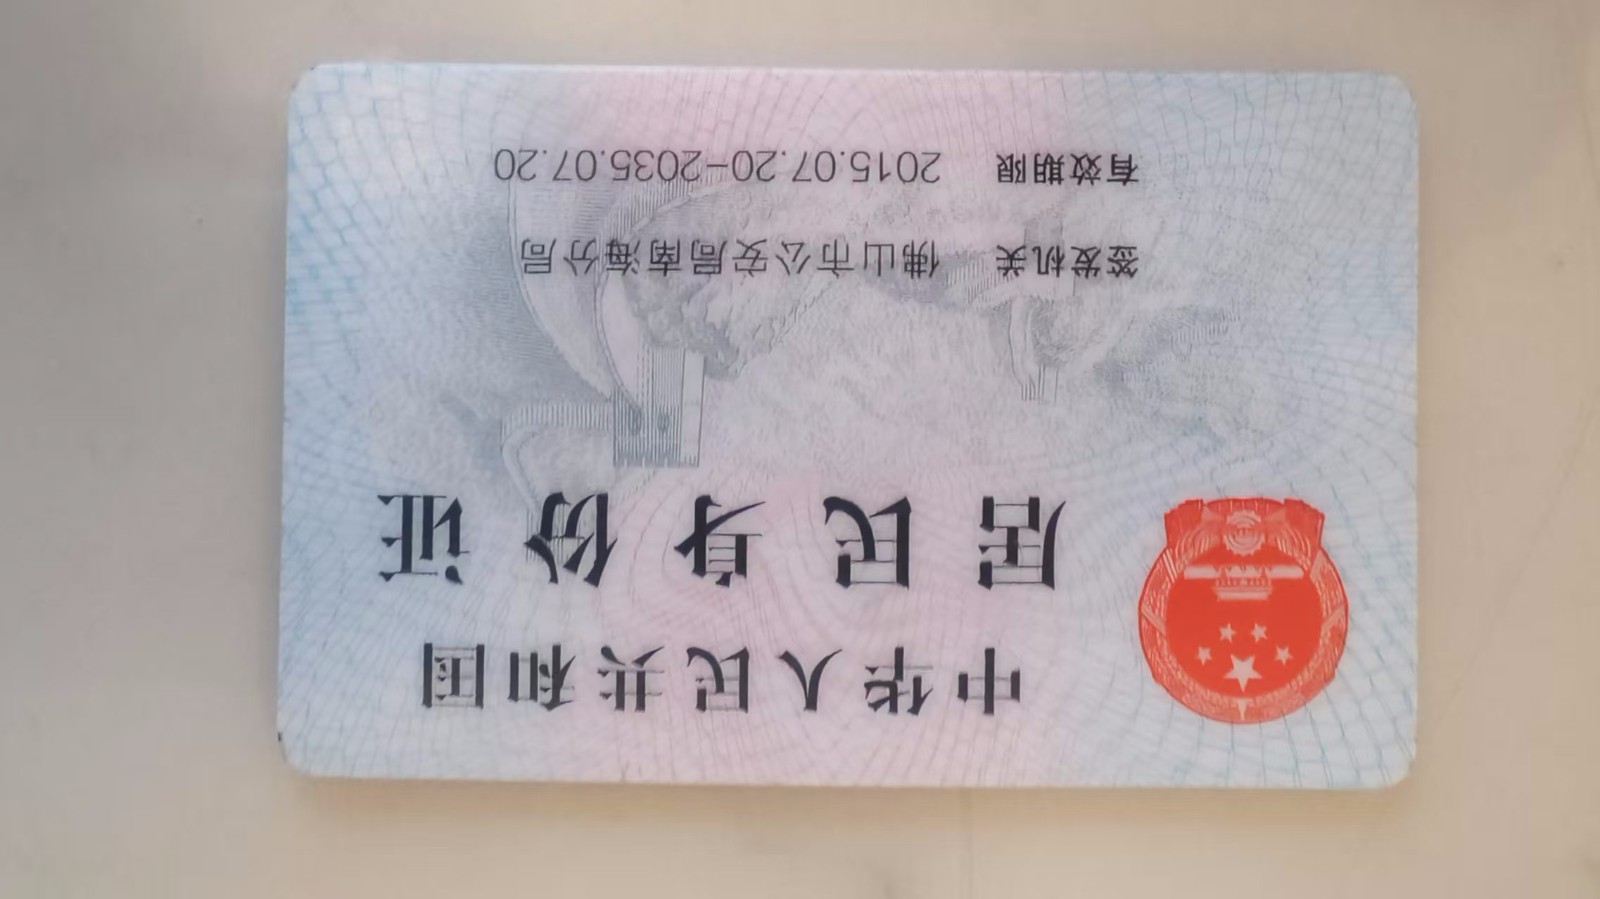 中华人民共和国
居民身份证
签发机关 佛山市公安局南海分局
有效期限 2015.07.20-2035.07.20